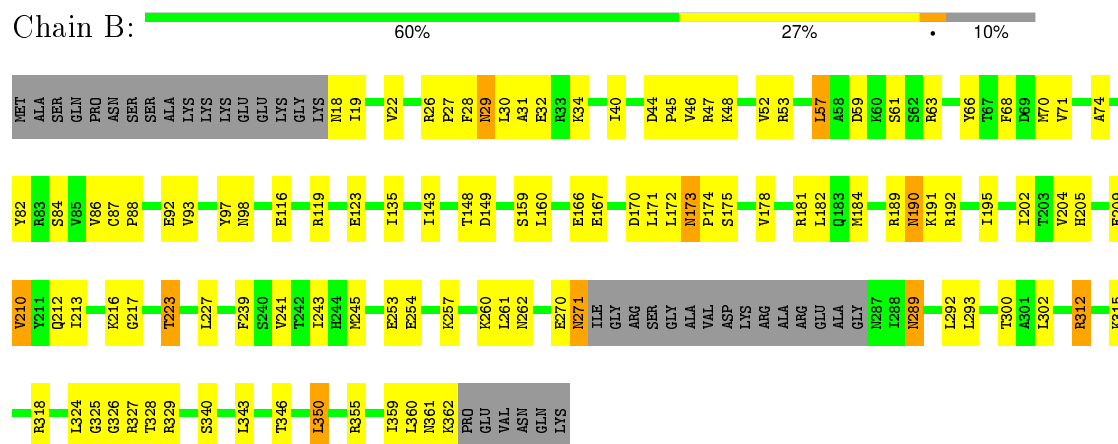 Chain B:
60% 27% • 10%
MET ALA SER GLN PRO ASN SER SER ALA LYS LYS LYS GLU GLU LYS GLY LYS N18 I19 V22 R26 P27 F28 N29 L30 A31 E32 R33 K34 I40 D44 P45 V46 R47 K48 V52 R53 L57 A58 D59 K60 S61 S62 R63 Y66 T67 F68 D69 M70 V71 A74
Y82 R83 S84 V85 V86 C87 P88 E92 V93 Y97 N98 E116 R119 E123 I135 I143 T148 D149 S159 L160 E166 E167 D170 L171 L172 N173 P174 S175 V178 R181 L182 Q183 M184 R189 N190 K191 R192 I195 I202 T203 V204 H205
V210 Y211 Q212 I213 K216 G217 T223 L227 F239 S240 V241 T242 I243 H244 M245 E253 E254 K257 K260 L261 N262 E270 N271 ILE GLY ARG SER GLY ALA VAL ASP LYS ARG ALA ARG GLU ALA GLY N287 I288 N289 L292 L293 T300 A301 L302 R312
R318 L324 G325 G326 R327 T328 R329 S340 L343 T346 L350 R355 I359 L360 N361 K362 PRO GLU VAL ASN GLN LYS